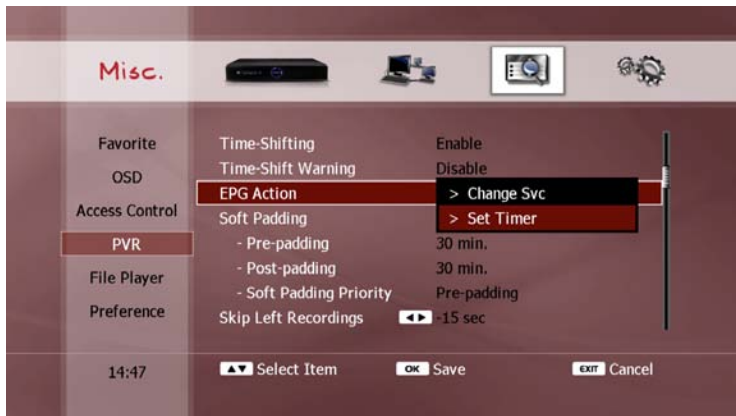 Misc.
Favorite
OSD
Access Control
PVR
File Player
Preference
14:47
Time-Shifting Enable
Time-Shift Warning Disable
EPG Action > Change Svc
Soft Padding > Set Timer
- Pre-padding 30 min.
- Post-padding 30 min.
- Soft Padding Priority Pre-padding
Skip Left Recordings ◀▶ -15 sec
▲▼ Select Item OK Save EXIT Cancel